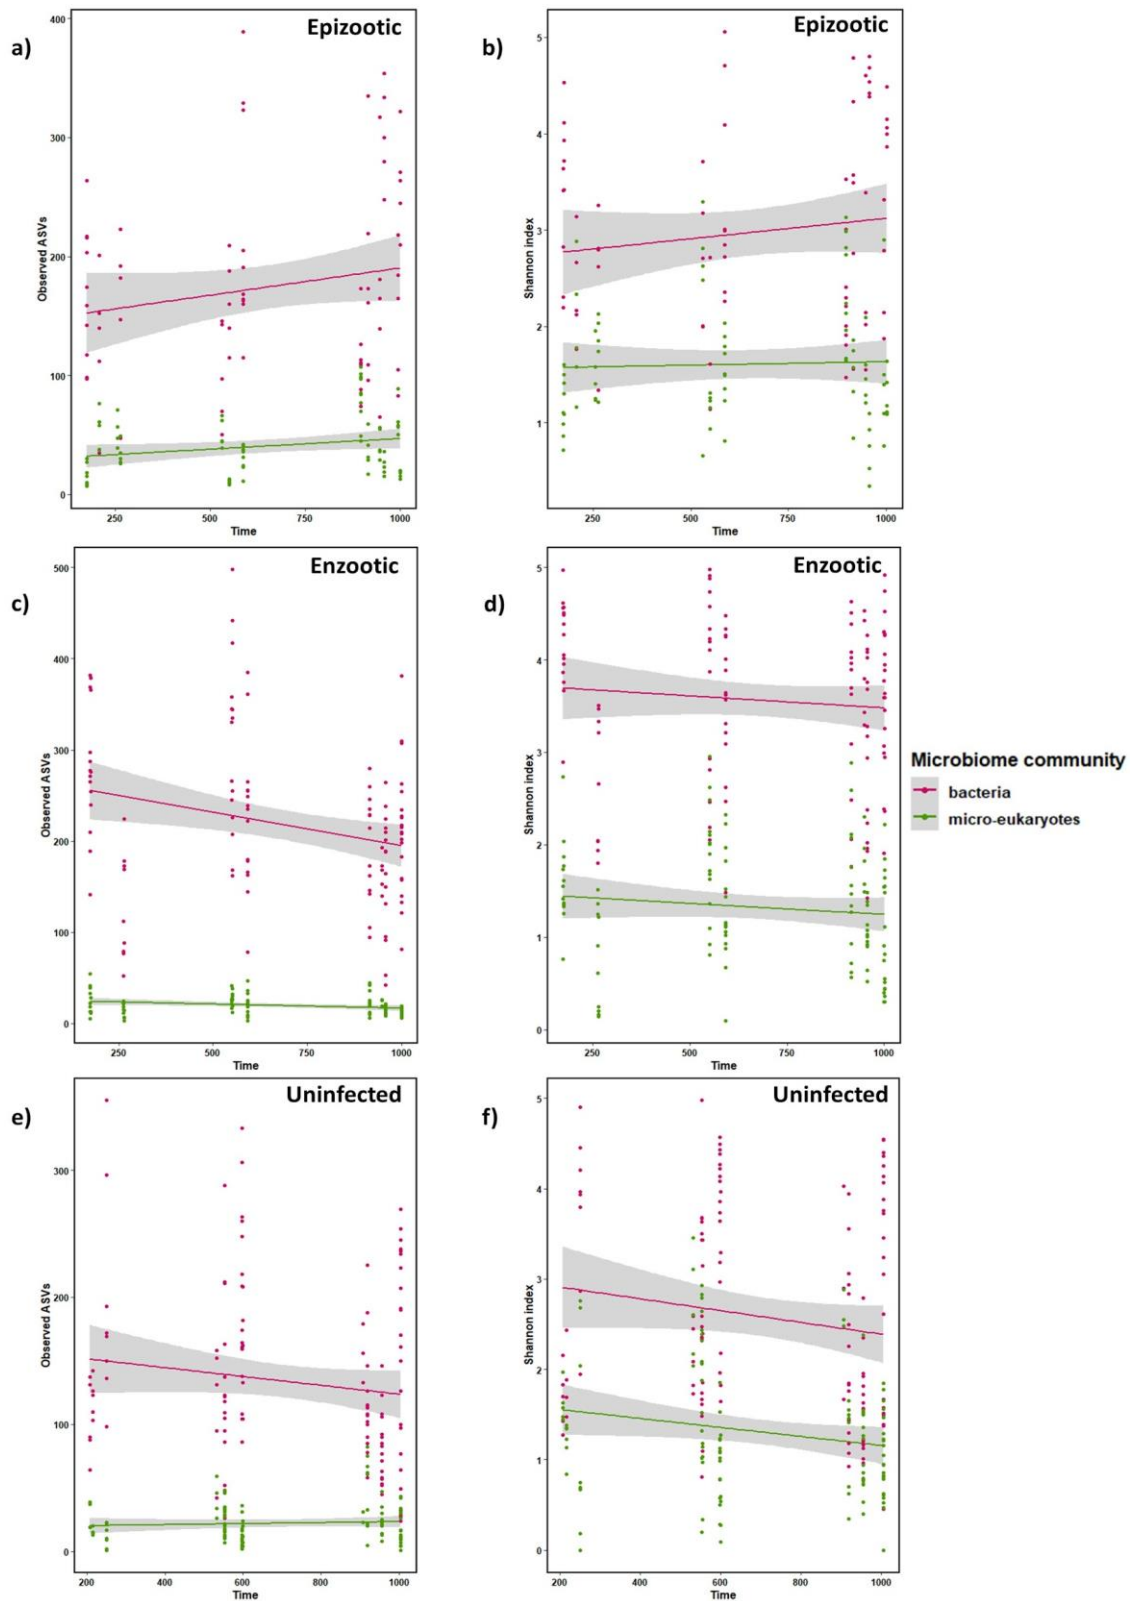 a)
Epizootic
400
300
200
100
0
Observed ASVs
250
500
750
1000
Time
b)
Epizootic
5
4
3
2
1
Shannon index
250
500
750
1000
Time
c)
Enzootic
500
400
300
200
100
0
Observed ASVs
250
500
750
1000
Time
d)
Enzootic
5
4
3
2
1
0
Shannon index
250
500
750
1000
Time
Microbiome community
bacteria
micro-eukaryotes
e)
Uninfected
300
200
100
0
Observed ASVs
200
400
600
800
1000
Time
f)
Uninfected
5
4
3
2
1
0
Shannon index
200
400
600
800
1000
Time